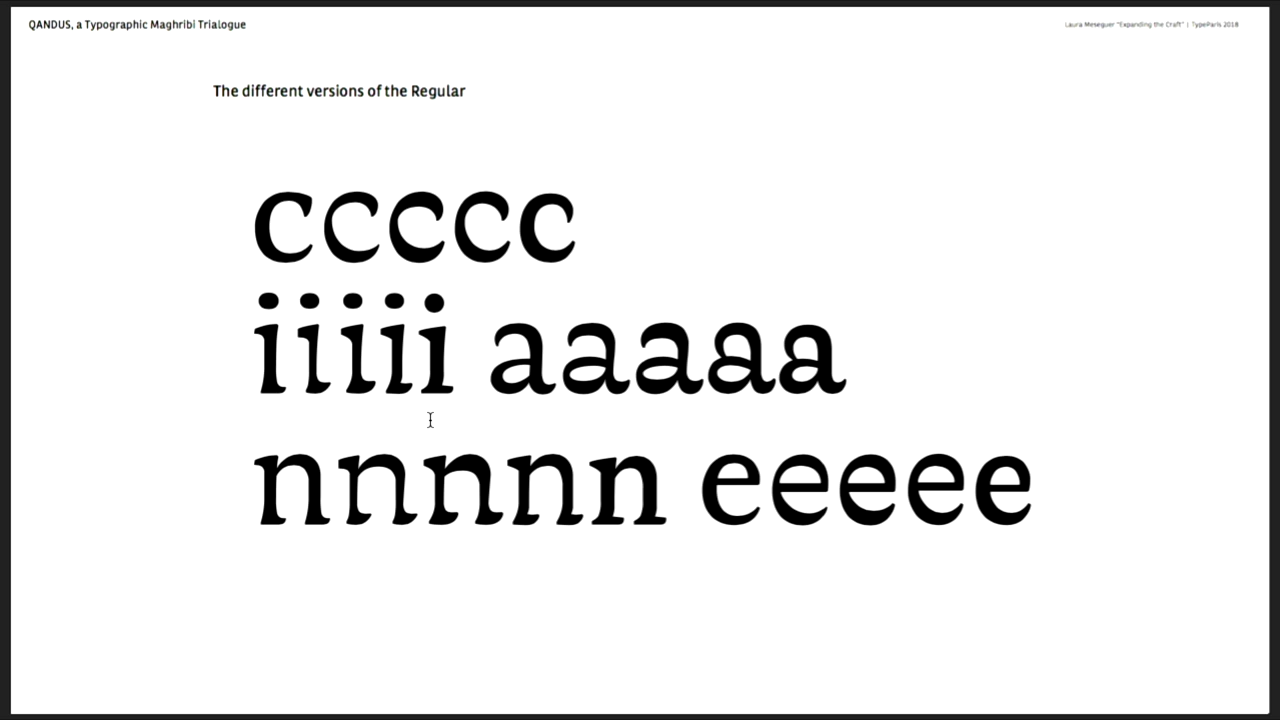 QANDUS, a Typographic Maghribi Trialogue
Laura Meseguer "Expanding the Craft" | TypeParis 2018
The different versions of the Regular
ccccc
iiiii aaaaa
nnnnn eeeee